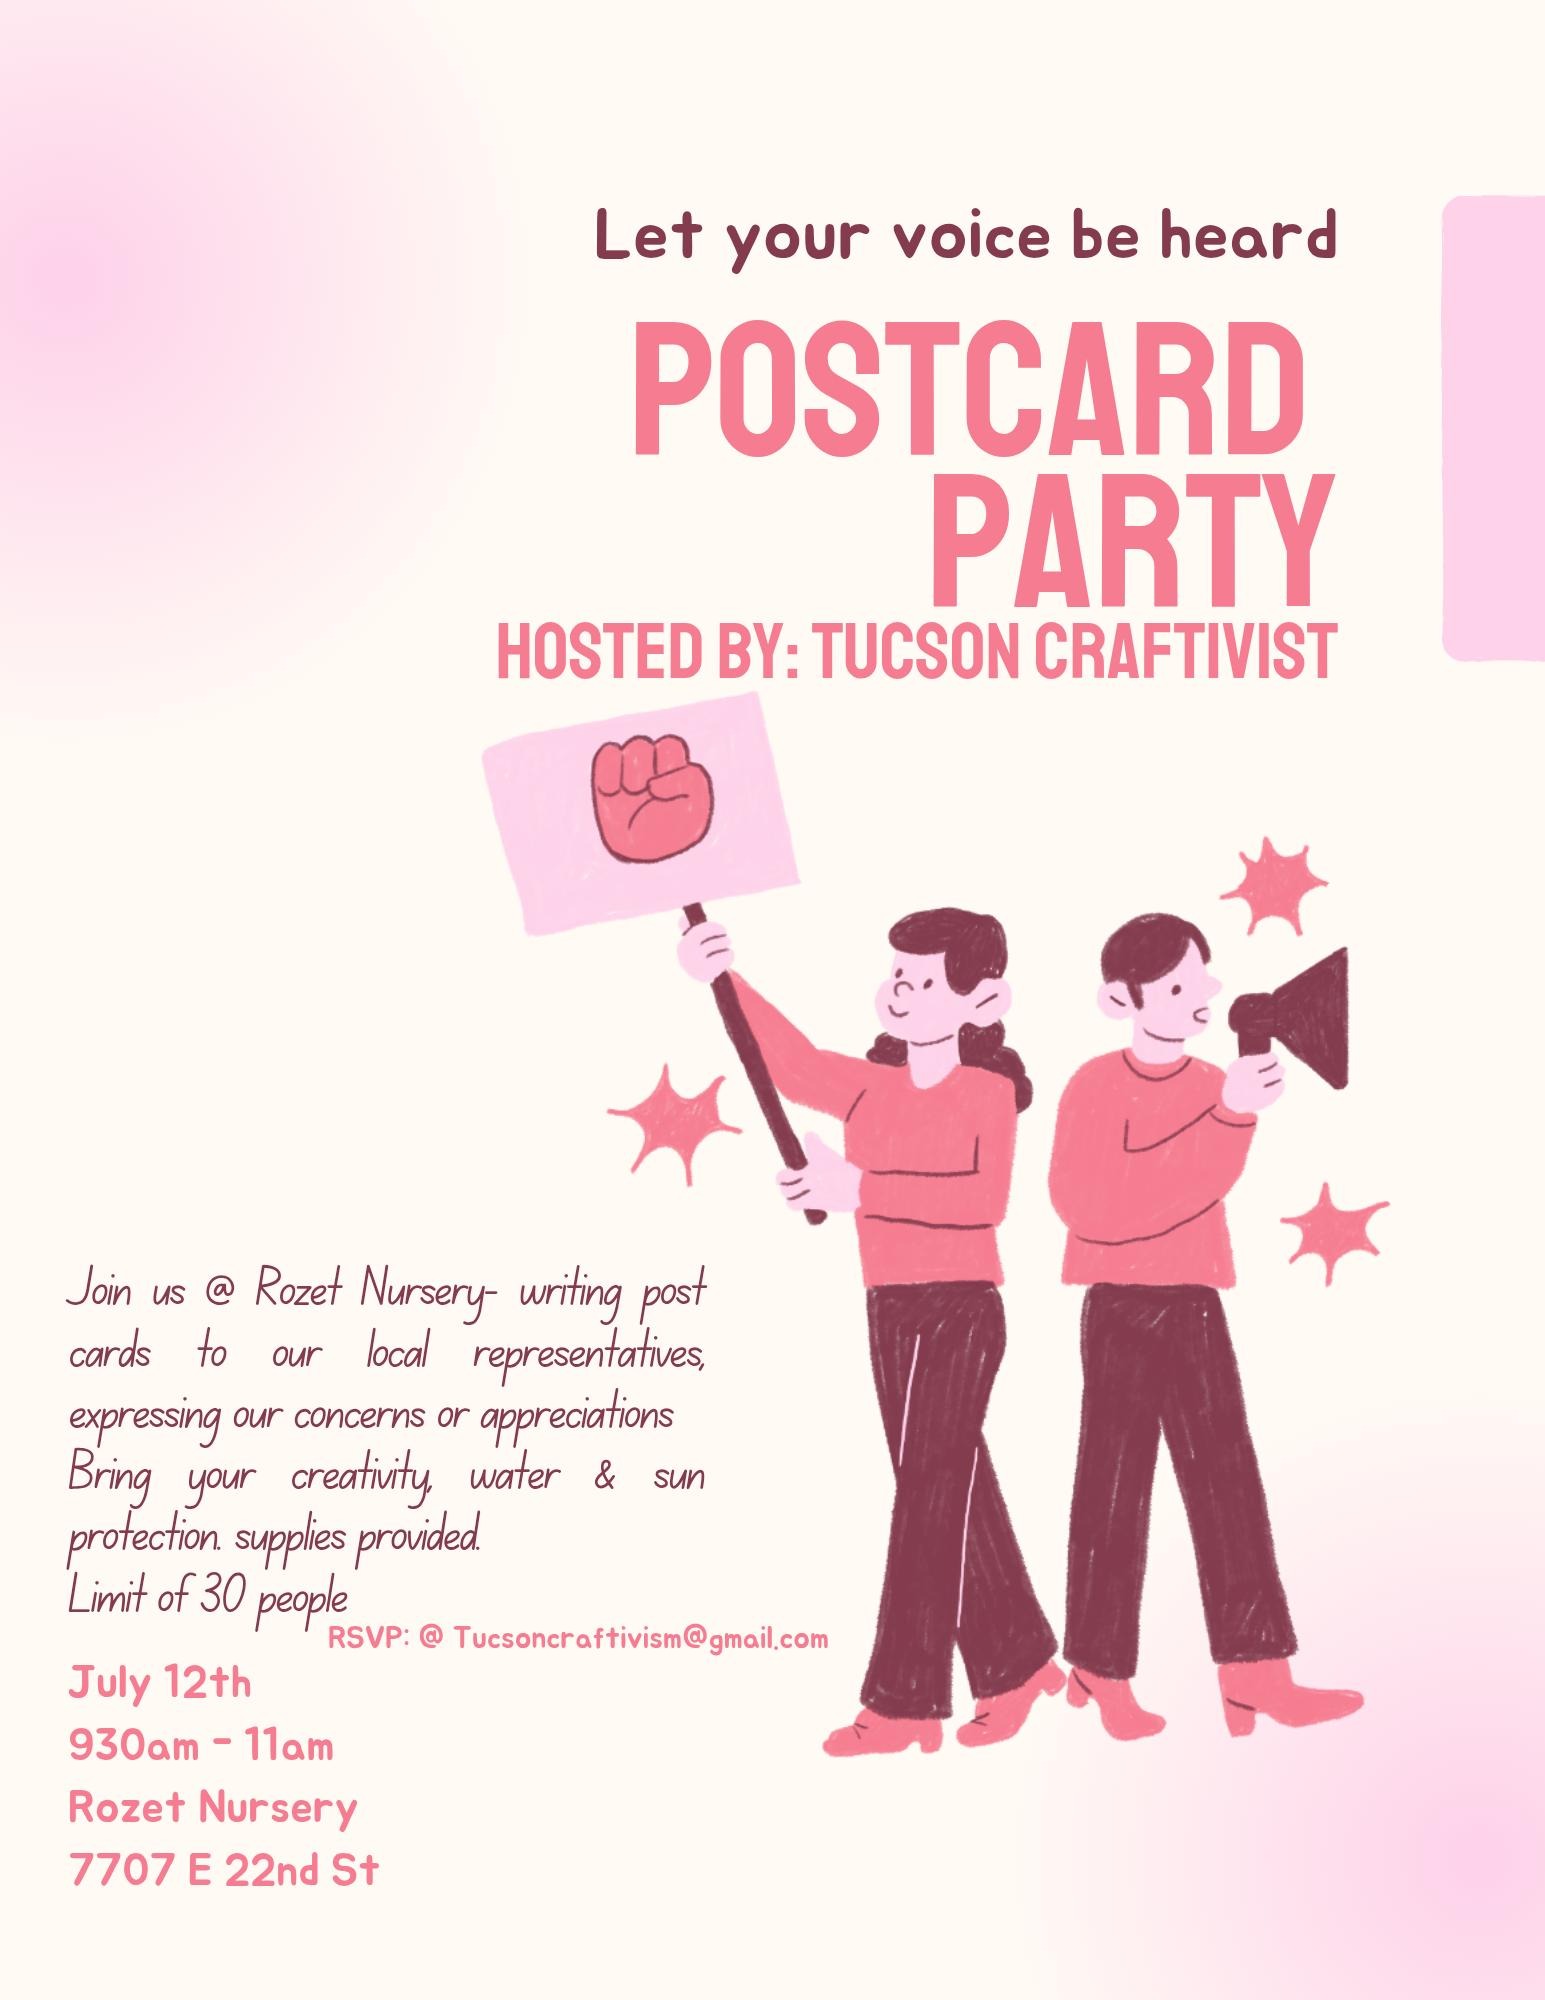 Let your voice be heard
POSTCARD
PARTY
HOSTED BY: TUCSON CRAFTIVIST
Join us @ Rozet Nursery- writing post
cards to our local representatives,
expressing our concerns or appreciations
Bring your creativity, water & sun
protection. supplies provided.
Limit of 30 people
RSVP: @ Tucsoncraftivism@gmail.com
July 12th
930am - 11am
Rozet Nursery
7707 E 22nd St